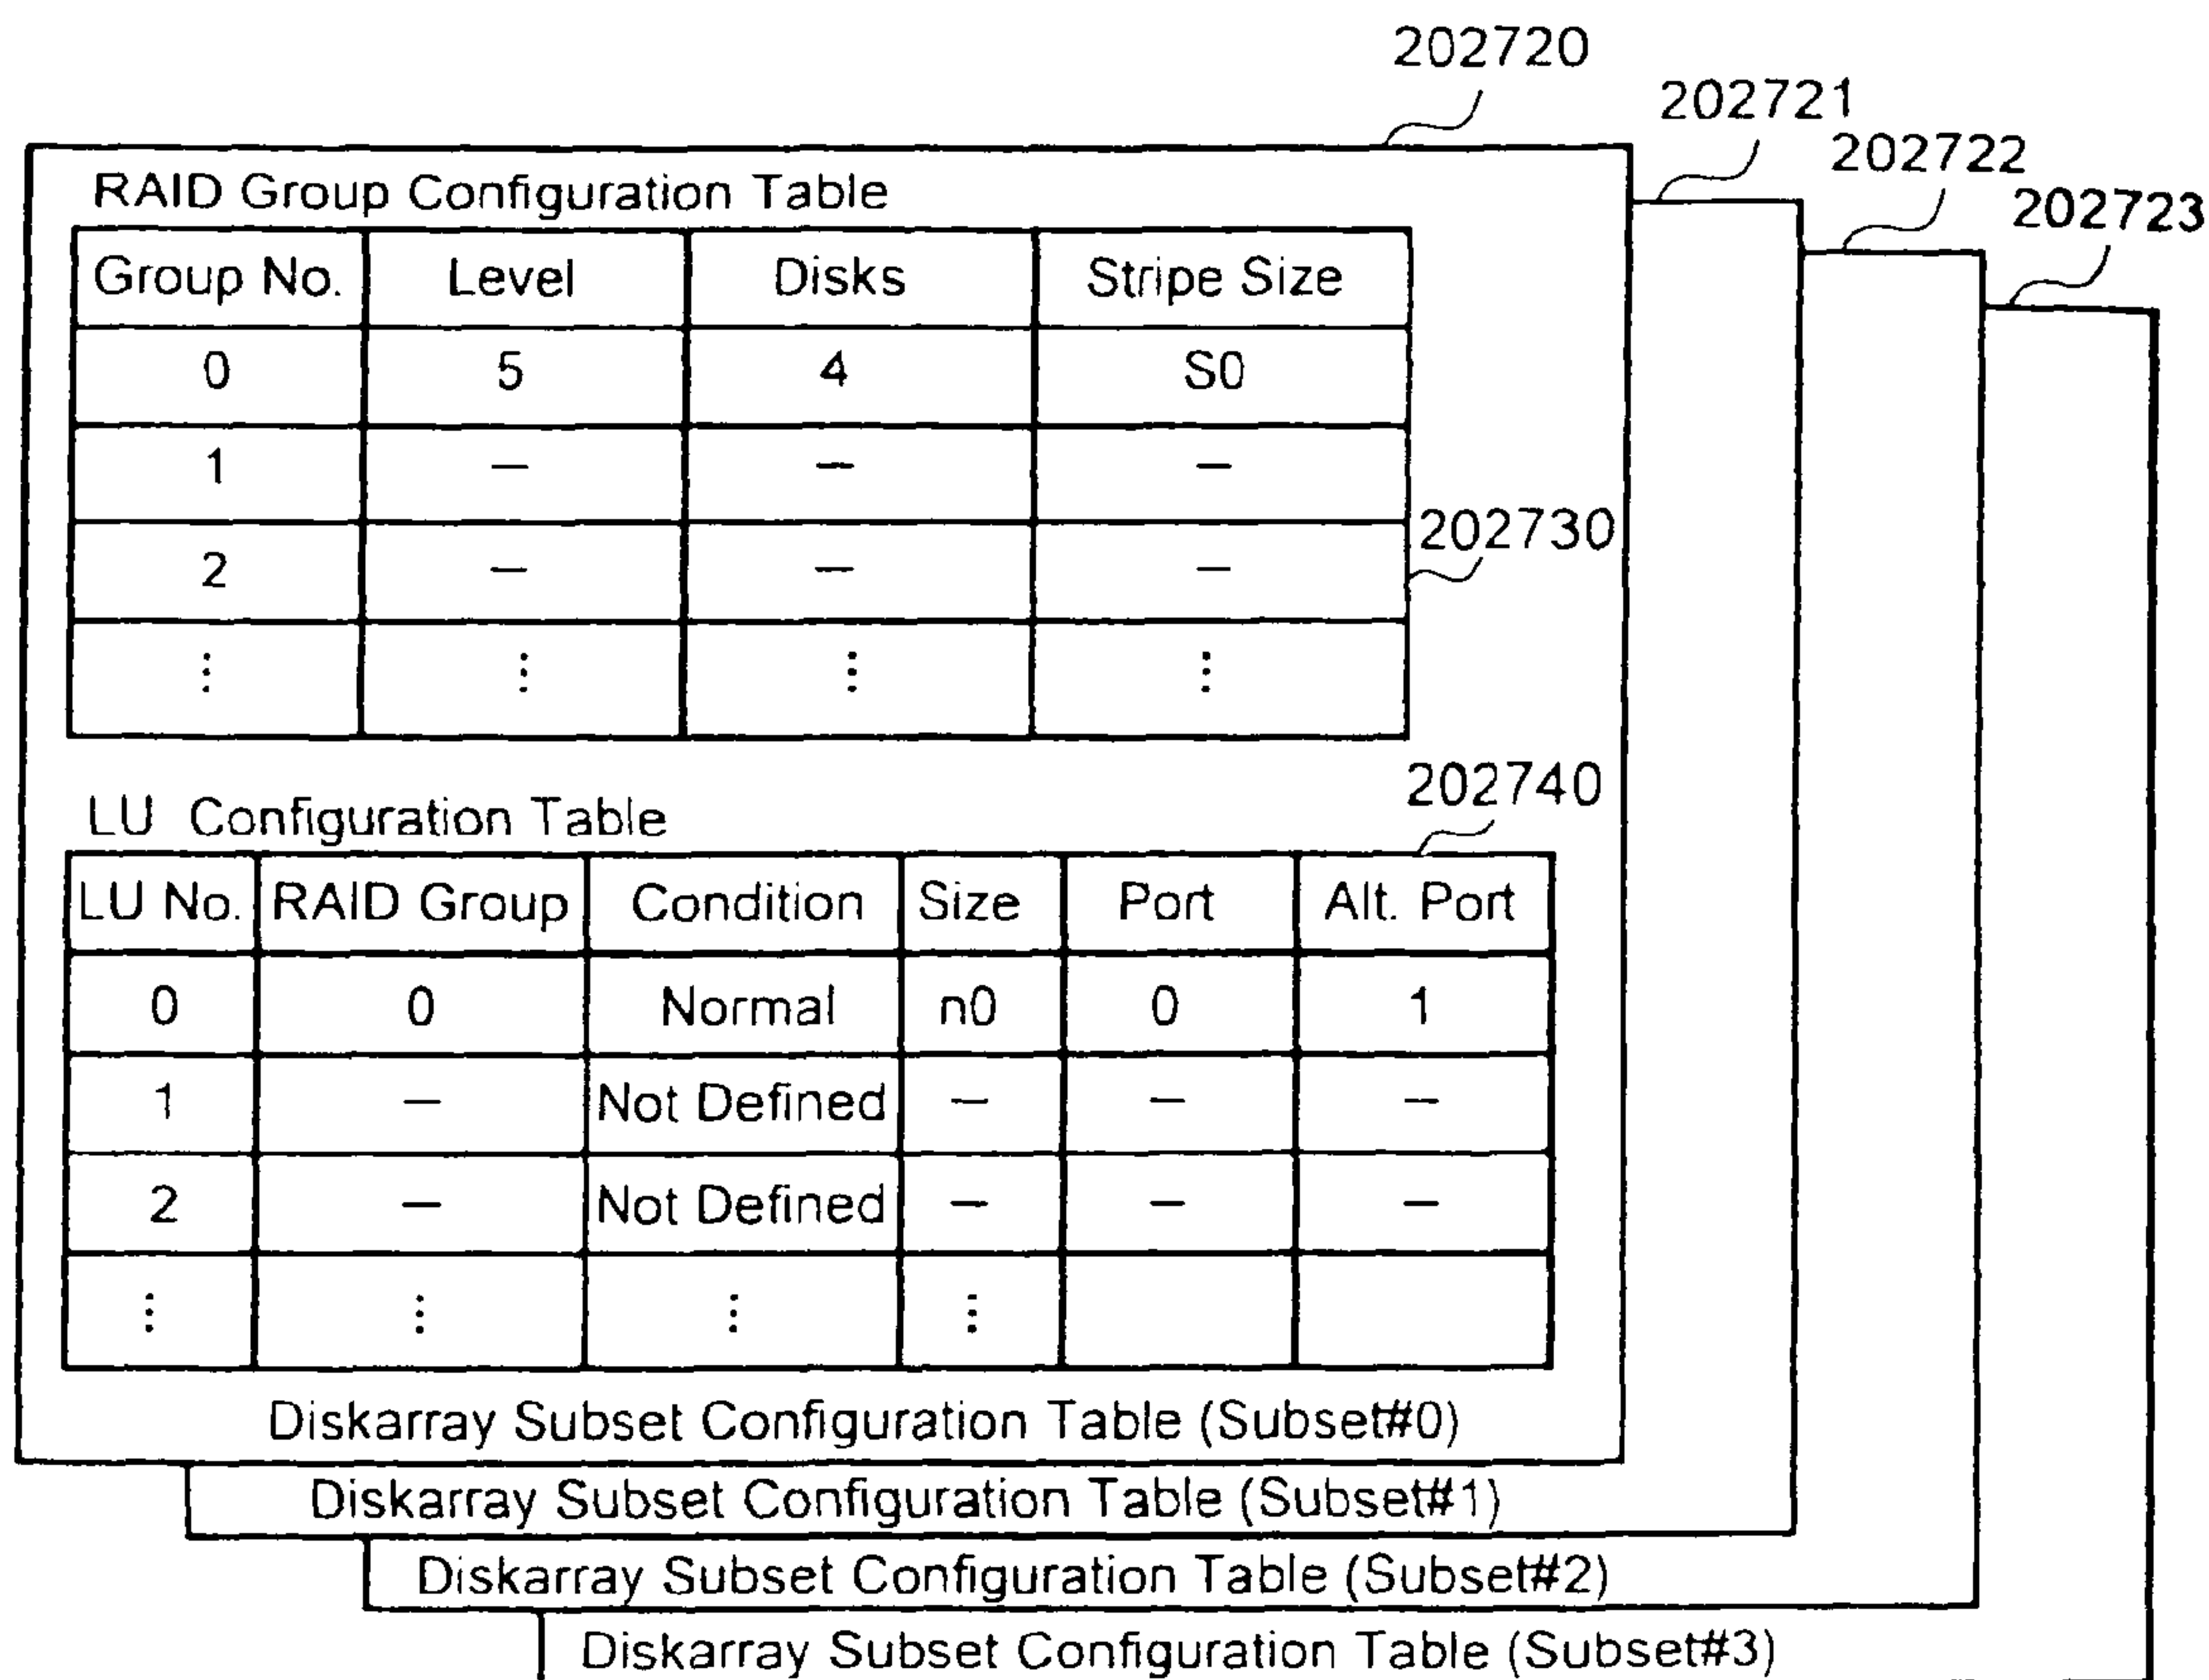 202720
202721
202722
202723
RAID Group Configuration Table
Group No. Level Disks Stripe Size
0 5 4 S0
1 — — —
2 — — —
⋮ ⋮ ⋮ ⋮
202730
202740
LU Configuration Table
LU No. RAID Group Condition Size Port Alt. Port
0 0 Normal n0 0 1
1 — Not Defined — — —
2 — Not Defined — — —
⋮ ⋮ ⋮ ⋮
Diskarray Subset Configuration Table (Subset#0)
Diskarray Subset Configuration Table (Subset#1)
Diskarray Subset Configuration Table (Subset#2)
Diskarray Subset Configuration Table (Subset#3)